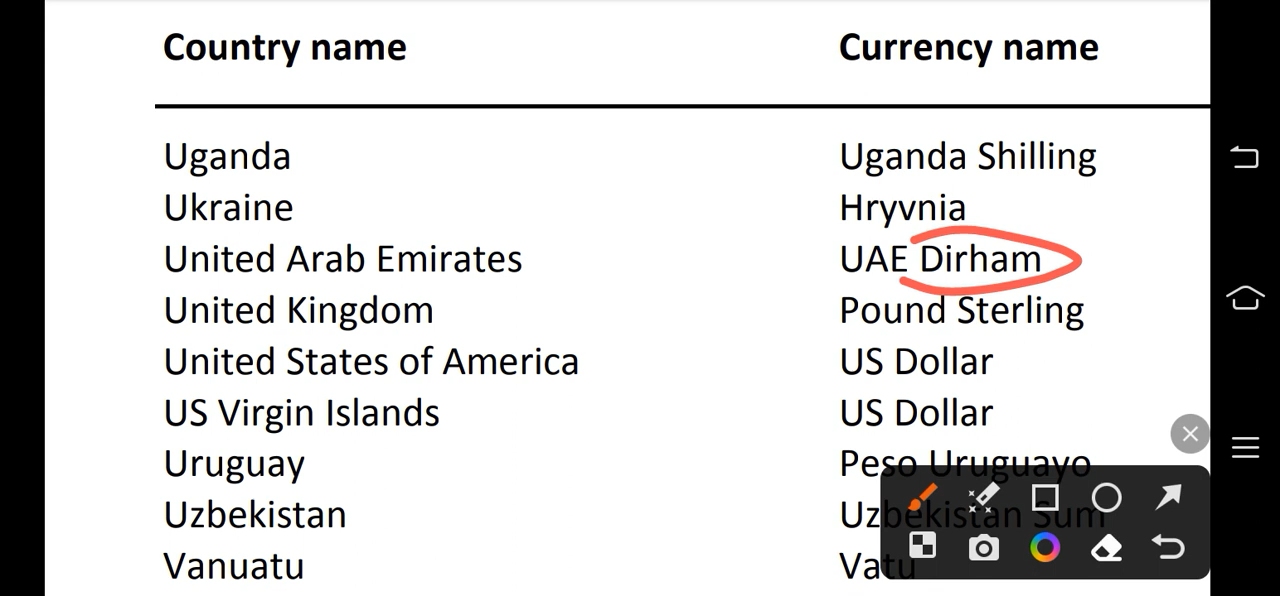 Country name Currency name
Uganda Uganda Shilling
Ukraine Hryvnia
United Arab Emirates UAE Dirham
United Kingdom Pound Sterling
United States of America US Dollar
US Virgin Islands US Dollar
Uruguay Peso Uruguayo
Uzbekistan Uzbekistan Sum
Vanuatu Vatu